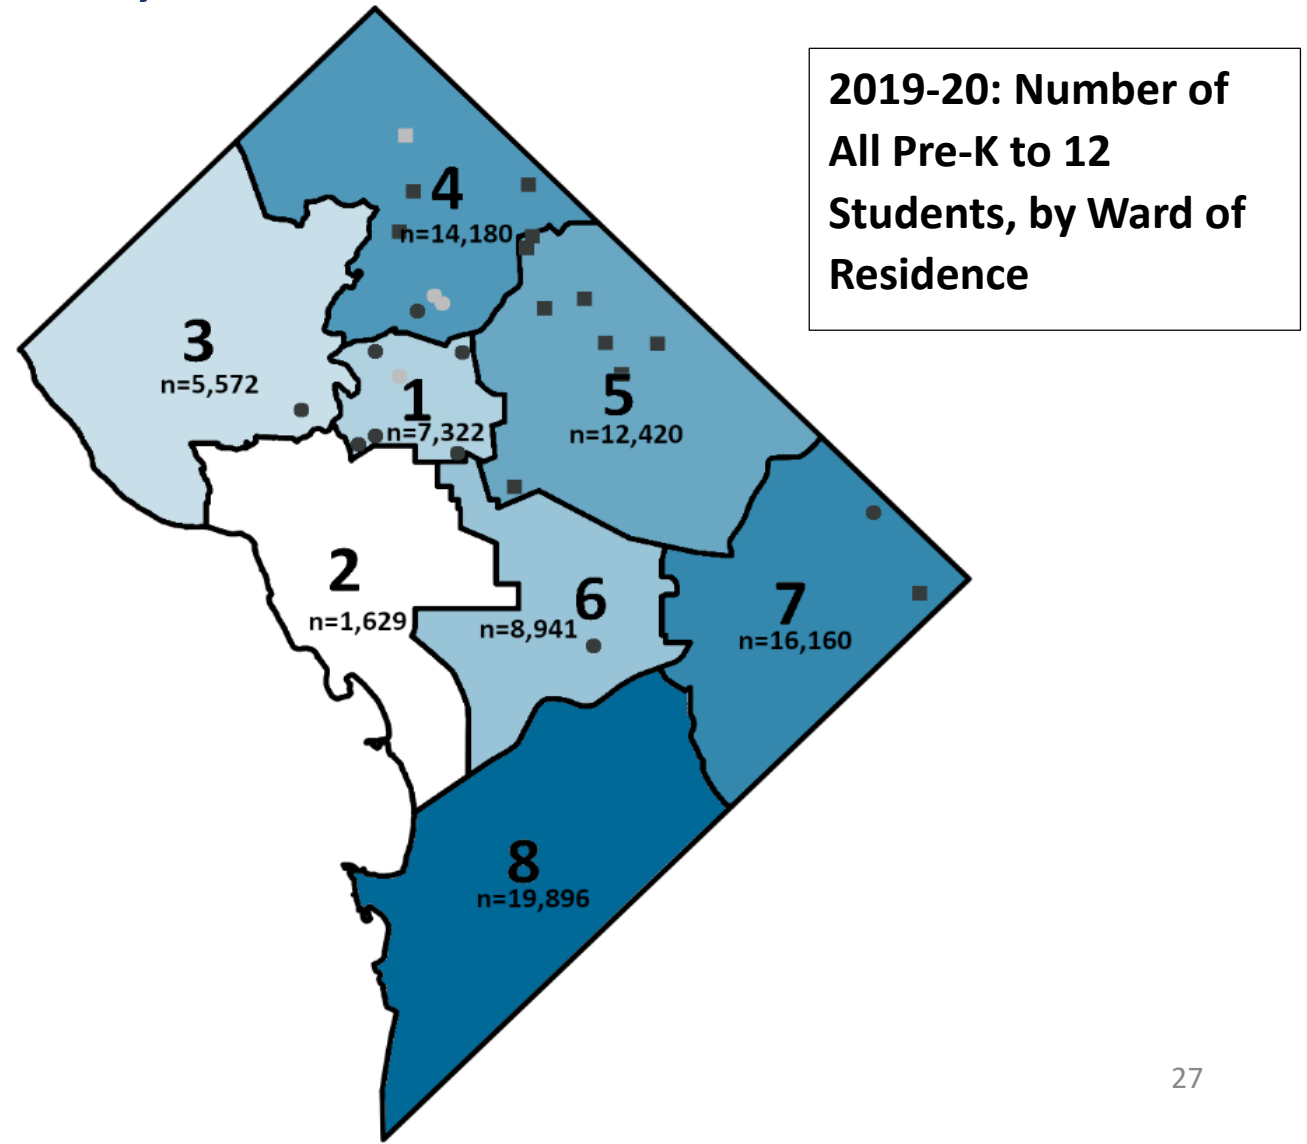 2019-20: Number of
All Pre-K to 12
Students, by Ward of
Residence
4
n=14,180
3
n=5,572
1
n=7,322
5
n=12,420
2
n=1,629
6
n=8,941
7
n=16,160
8
n=19,896
27